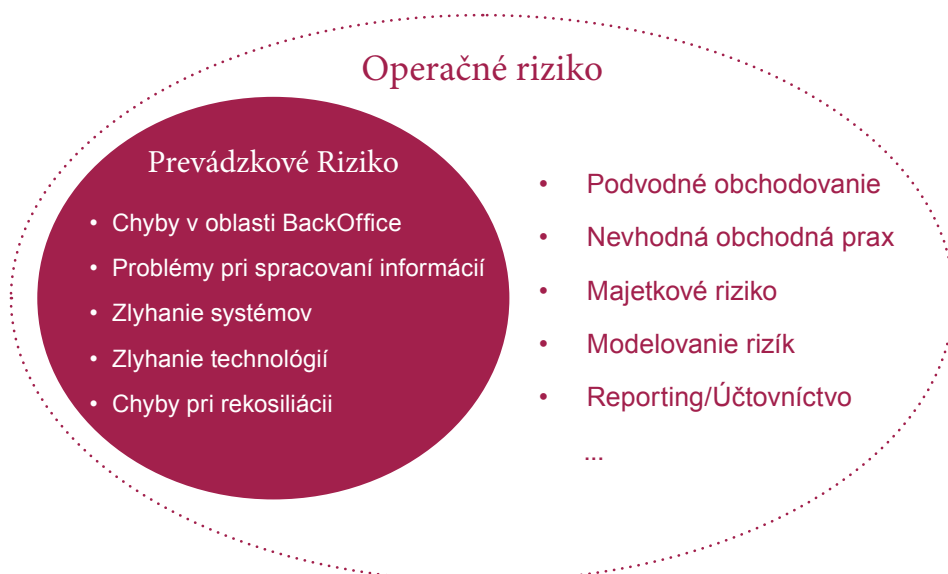 Operačné riziko
Prevádzkové Riziko
• Chyby v oblasti BackOffice
• Problémy pri spracovaní informácií
• Zlyhanie systémov
• Zlyhanie technológií
• Chyby pri rekosiliácii
• Podvodné obchodovanie
• Nevhodná obchodná prax
• Majetkové riziko
• Modelovanie rizík
• Reporting/Účtovníctvo
...